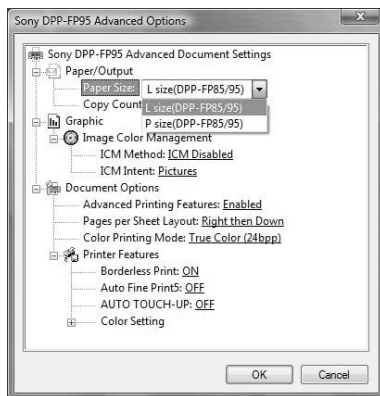 Sony DPP-FP95 Advanced Options
Sony DPP-FP95 Advanced Document Settings
Paper/Output
Paper Size: L size(DPP-FP85/95)
Copy Count
L size(DPP-FP85/95)
P size(DPP-FP85/95)
Graphic
Image Color Management
ICM Method: ICM Disabled
ICM Intent: Pictures
Document Options
Advanced Printing Features: Enabled
Pages per Sheet Layout: Right then Down
Color Printing Mode: True Color (24bpp)
Printer Features
Borderless Print: ON
Auto Fine Print5: OFF
AUTO TOUCH-UP: OFF
Color Setting
OK Cancel